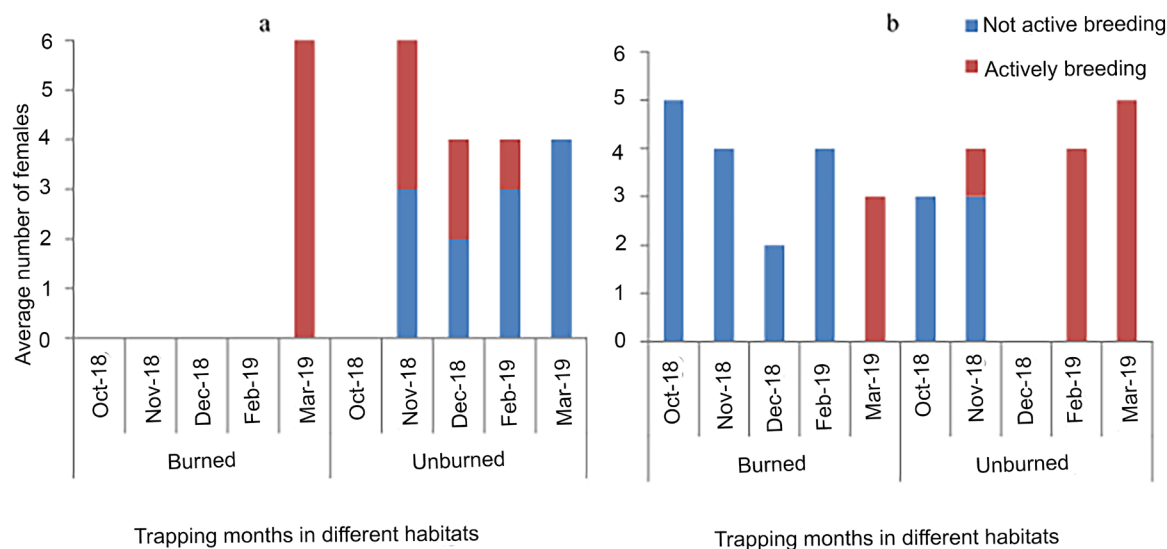 a
b
Not active breeding
Actively breeding
Average number of females
6
5
4
3
2
1
0
Oct-18
Nov-18
Dec-18
Feb-19
Mar-19
Oct-18
Nov-18
Dec-18
Feb-19
Mar-19
Burned
Unburned
Trapping months in different habitats
6
5
4
3
2
1
0
Oct-18
Nov-18
Dec-18
Feb-19
Mar-19
Oct-18
Nov-18
Dec-18
Feb-19
Mar-19
Burned
Unburned
Trapping months in different habitats